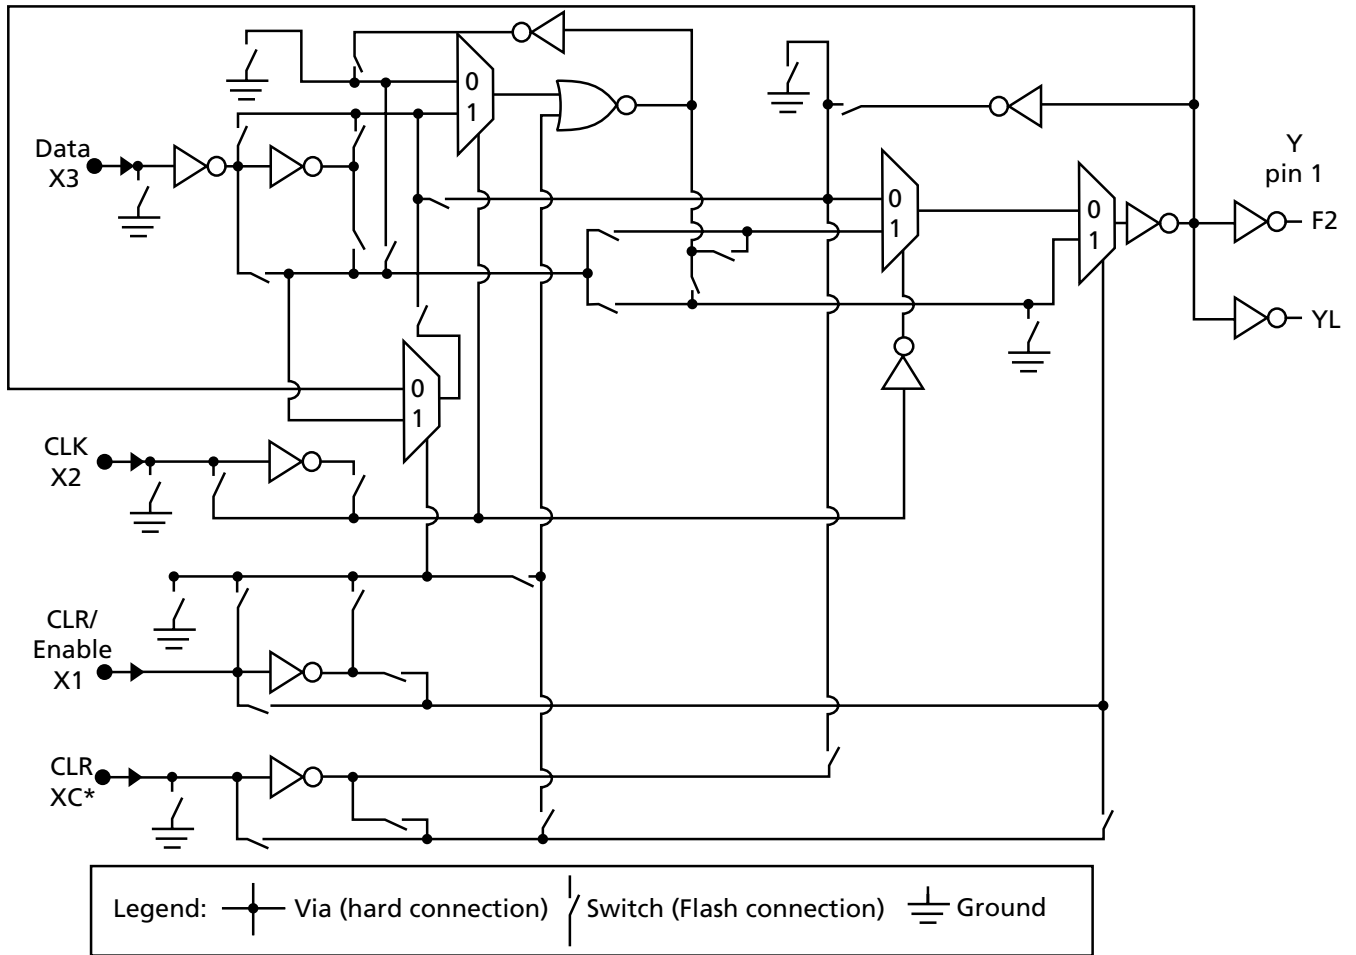 0
1
Data
X3
0
1
0
1
Y
pin 1
F2
YL
0
1
CLK
X2
CLR/
Enable
X1
CLR
XC*
Legend: Via (hard connection) Switch (Flash connection) Ground